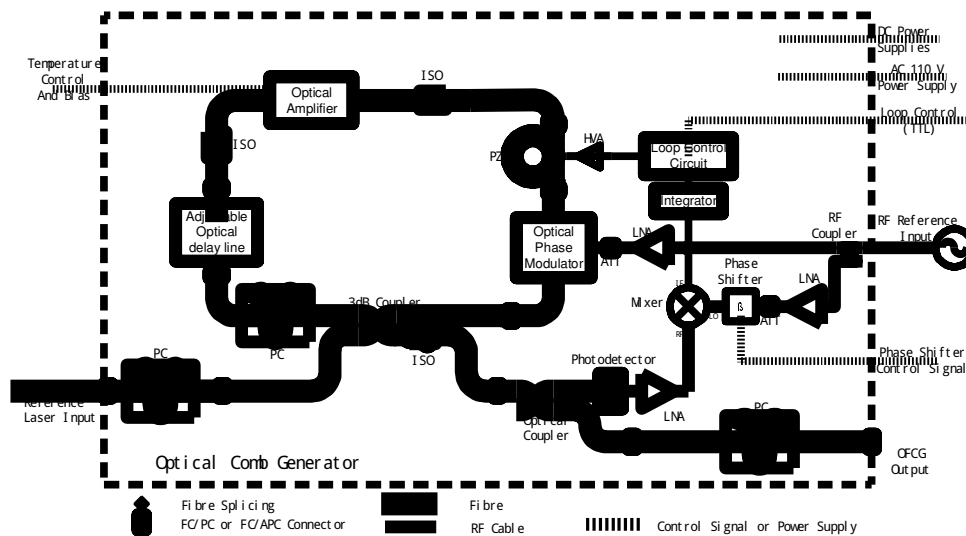 DC Power
Supplies
AC 110 V
Power Supply
Loop Control
(TTL)
Temperature
Control
And Bias
ISO
Optical
Amplifier
ISO
HVA
PZ
Loop Control
Circuit
Integrator
Adjustable
Optical
delay line
Optical
Phase
Modulator
LNA
ATT
RF
Coupler
RF Reference
Input
Phase
Shifter
LNA
Mixer
LO
RF
ß
ATT
3dB Coupler
PC
ISO
PC
Photodetector
Phase Shifter
Control Signal
Reference
Laser Input
LNA
PC
Optical
Coupler
OFCG
Output
Optical Comb Generator
Fibre Splicing
FC/PC or FC/APC Connector
Fibre
RF Cable
Control Signal or Power Supply